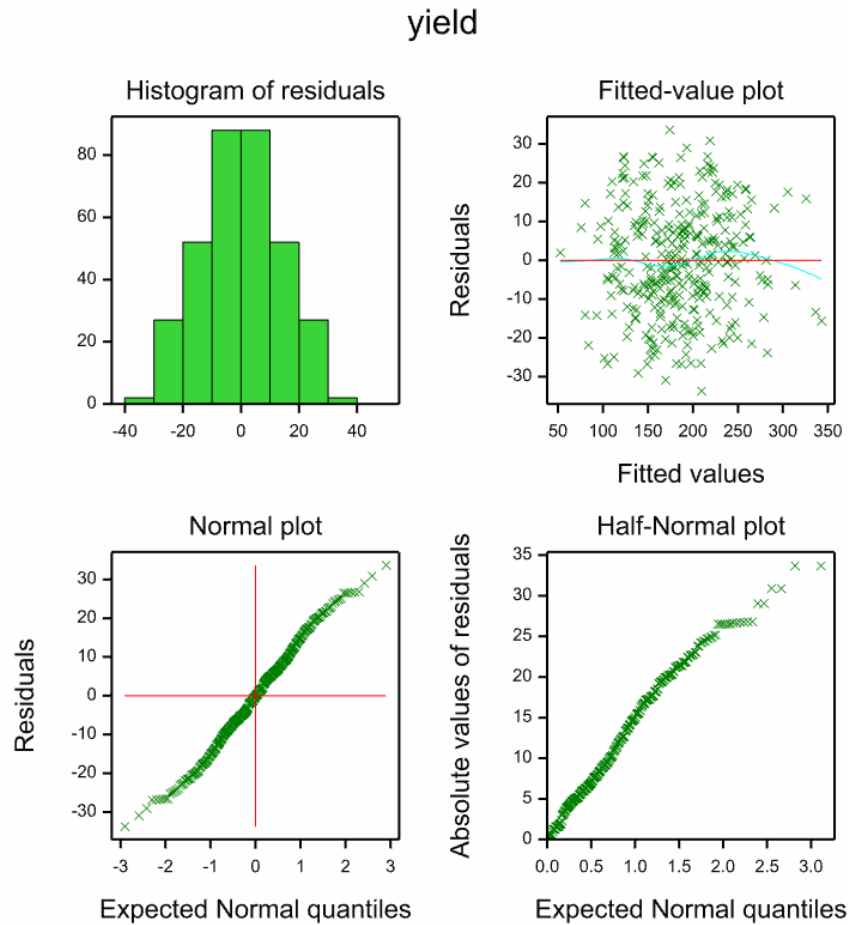 yield
Histogram of residuals
80
60
40
20
0
-40 -20 0 20 40
Fitted-value plot
Residuals
30
20
10
0
-10
-20
-30
50 100 150 200 250 300 350
Fitted values
Normal plot
Residuals
30
20
10
0
-10
-20
-30
-3 -2 -1 0 1 2 3
Expected Normal quantiles
Half-Normal plot
Absolute values of residuals
35
30
25
20
15
10
5
0
0.0 0.5 1.0 1.5 2.0 2.5 3.0
Expected Normal quantiles